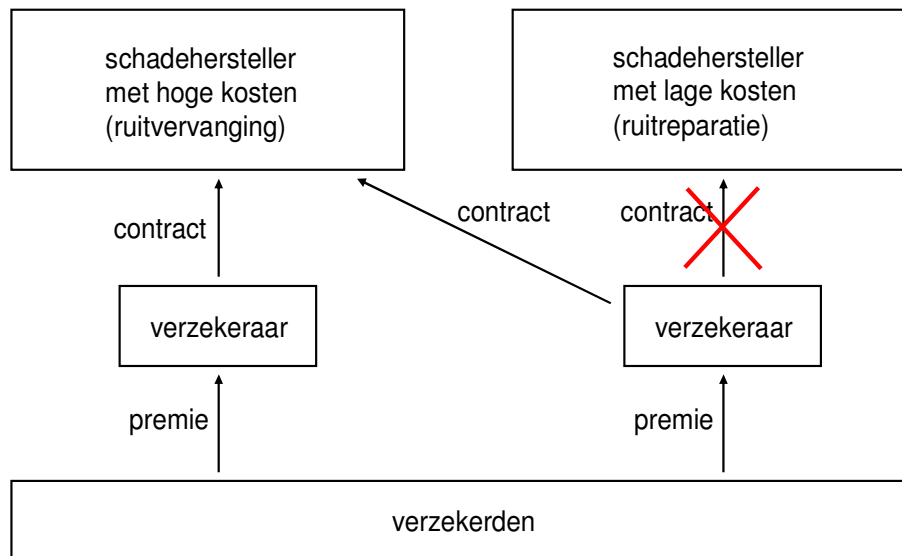 schadehersteller
met hoge kosten
(ruitvervanging)
schadehersteller
met lage kosten
(ruitreparatie)
contract
contract
contract
verzekeraar
verzekeraar
premie
premie
verzekerden